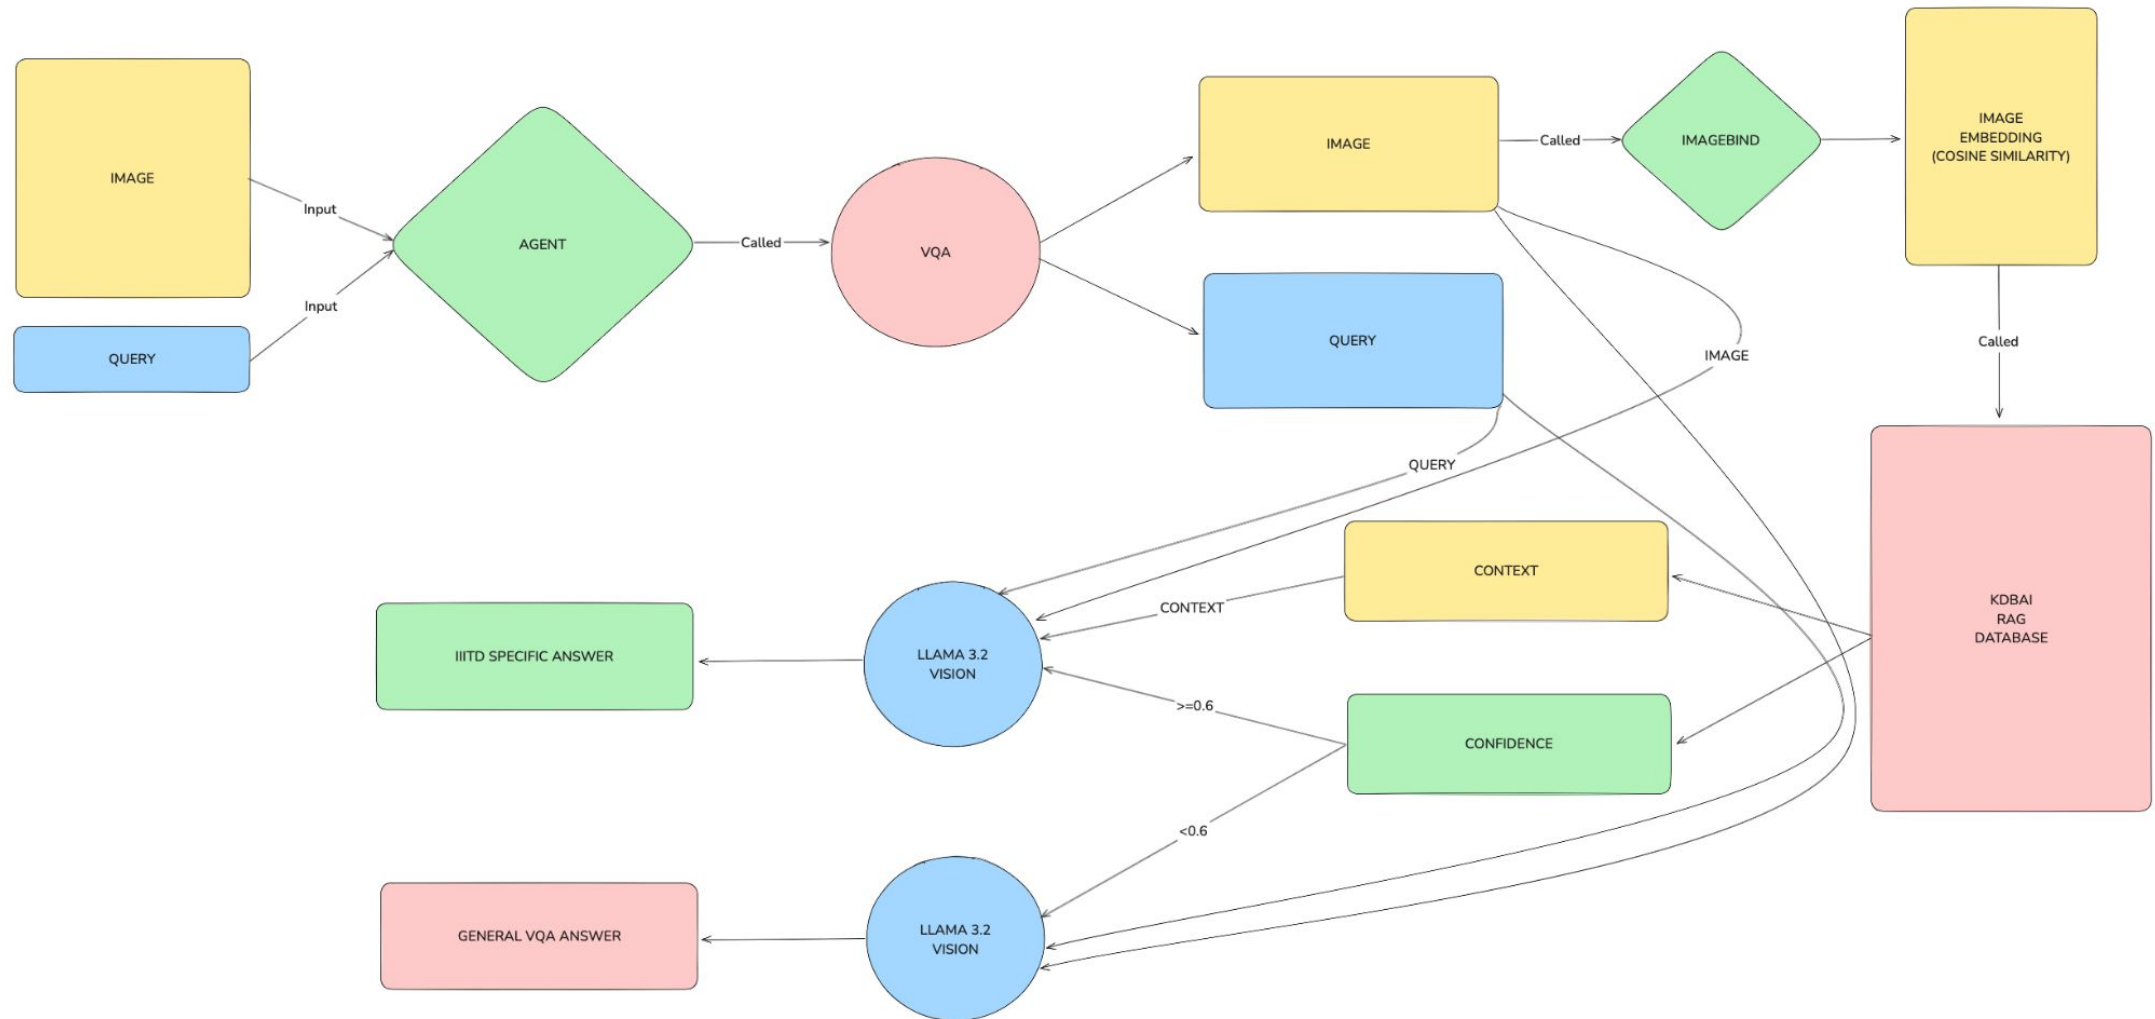 IMAGE
Input
Input
QUERY
AGENT
Called
VQA
IMAGE
Called
IMAGEBIND
IMAGE
EMBEDDING
(COSINE SIMILARITY)
QUERY
IMAGE
Called
QUERY
CONTEXT
CONTEXT
KDBAI
RAG
DATABASE
IIITD SPECIFIC ANSWER
LLAMA 3.2
VISION
>=0.6
CONFIDENCE
<0.6
GENERAL VQA ANSWER
LLAMA 3.2
VISION